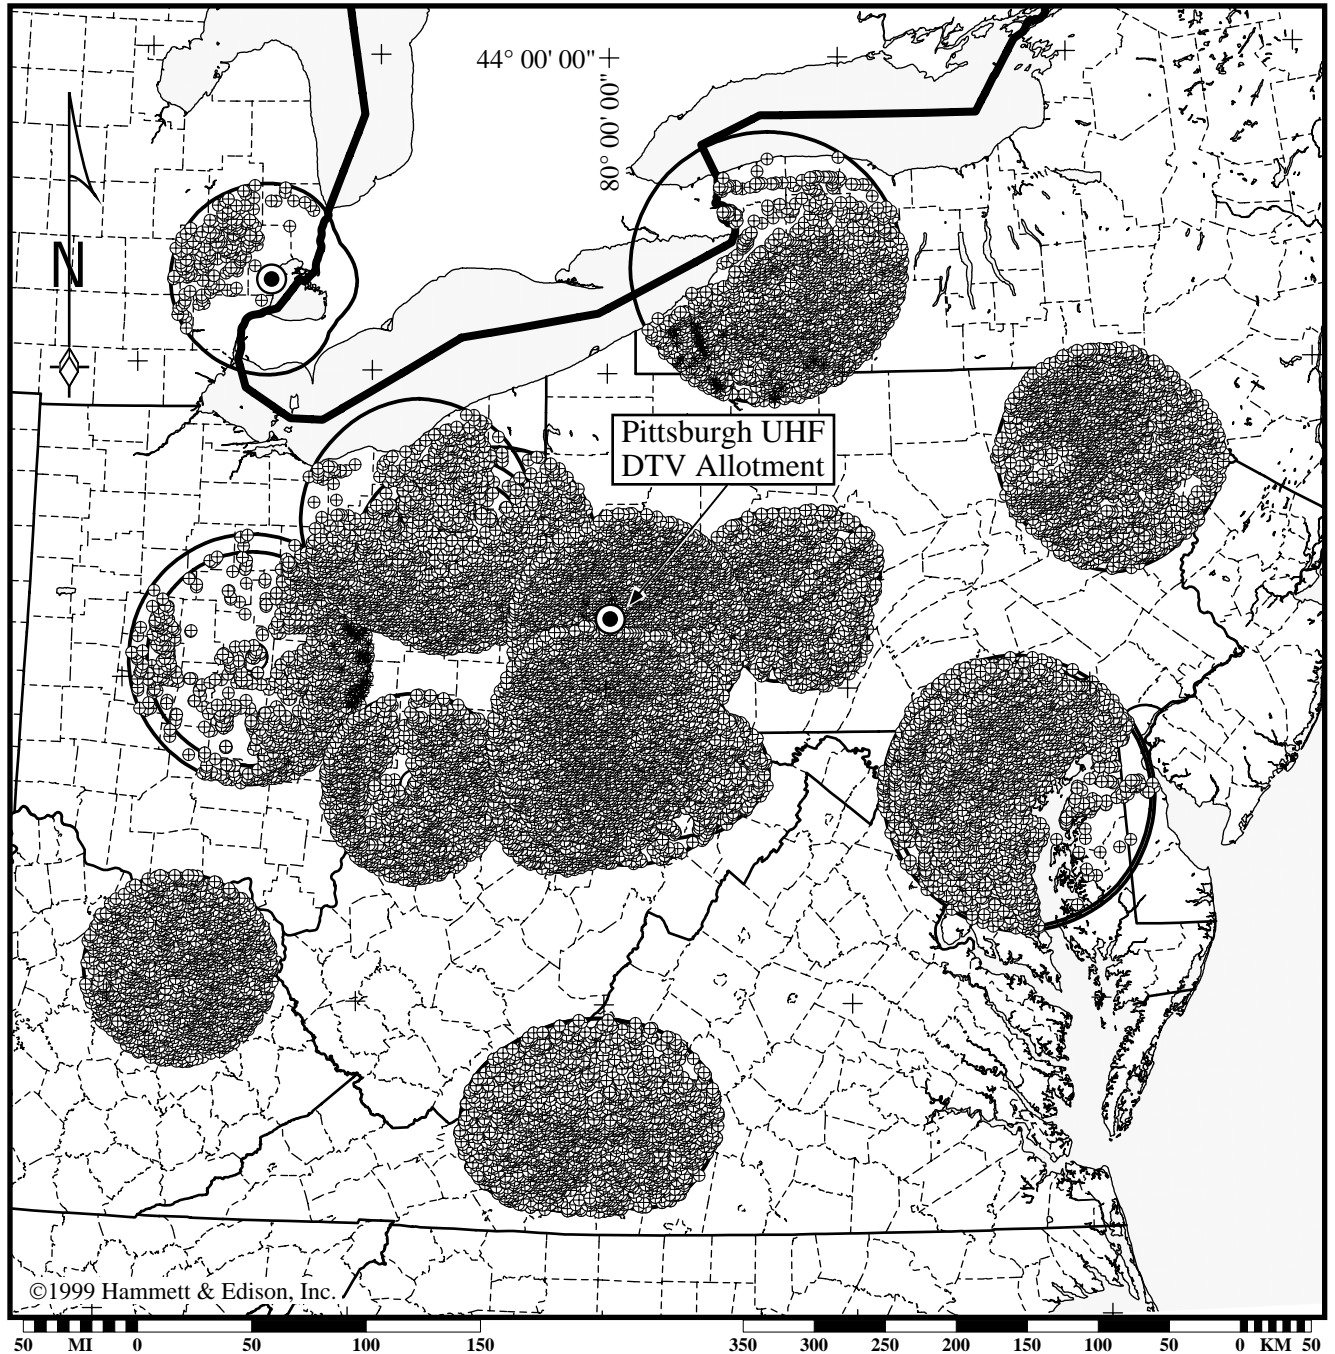 44° 00' 00"
80° 00' 00"
N
Pittsburgh UHF
DTV Allotment
©1999 Hammett & Edison, Inc.
50 MI 0 50 100 150 350 300 250 200 150 100 50 0 KM 50